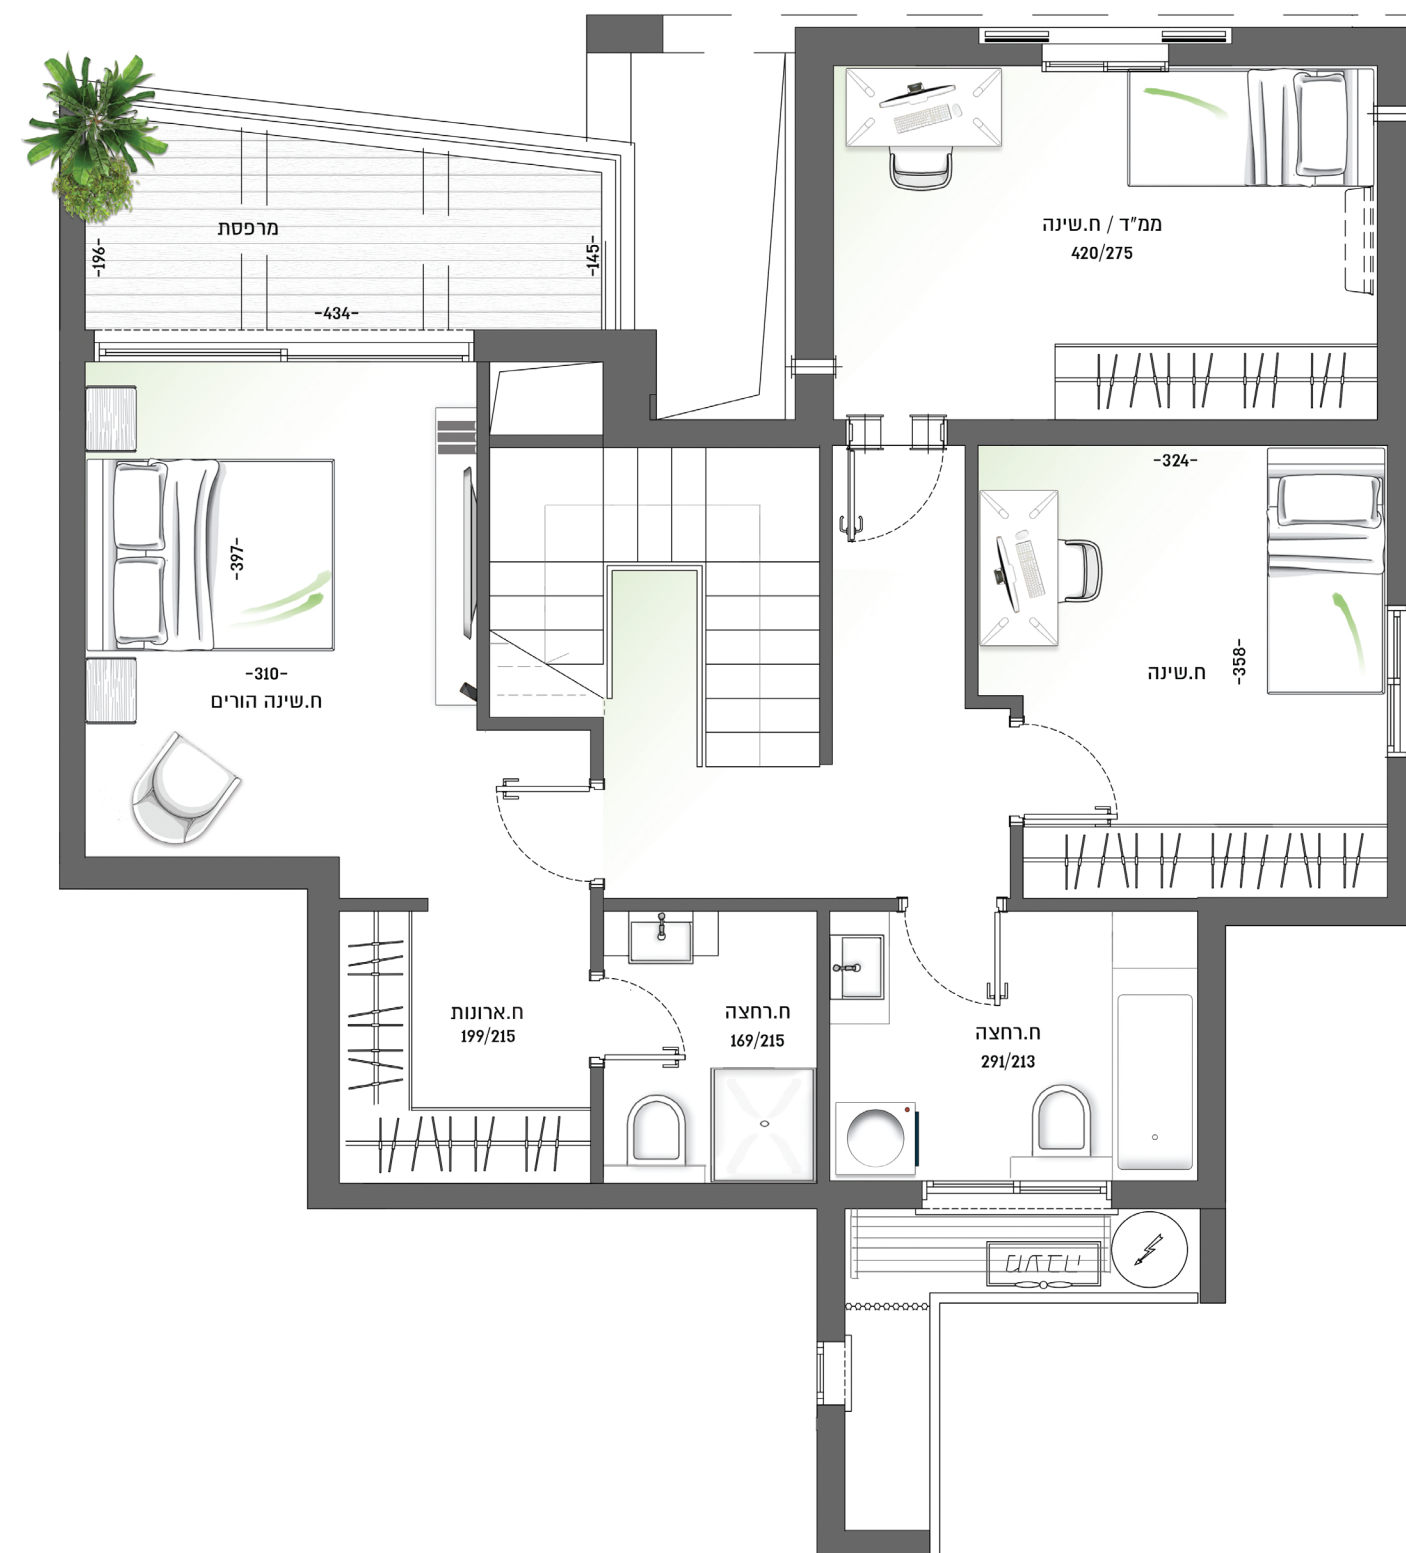 מרפסת
-196-
-145-
-434-
ממ"ד / ח.שינה
420/275
-324-
-397-
-310-
ח.שינה הורים
ח.שינה
-358-
ח.ארונות
199/215
ח.רחצה
169/215
ח.רחצה
291/213